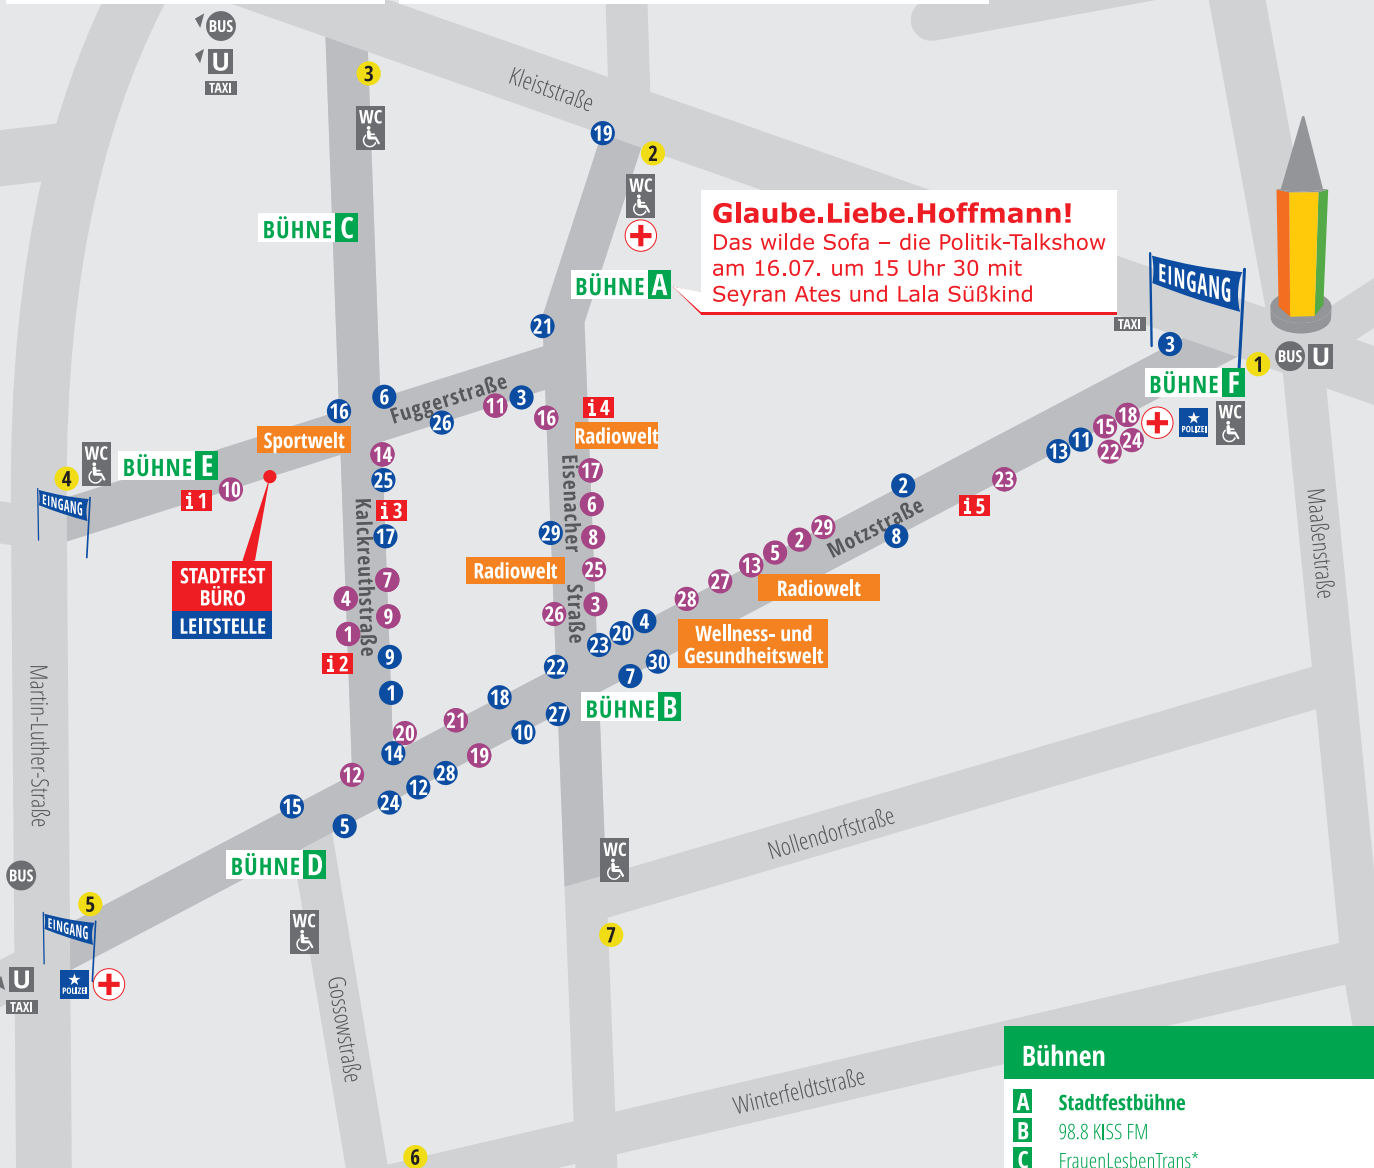 BUS
U
TAXI
3
WC
Kleiststraße
19
2
WC
BÜHNE C
Glaube.Liebe.Hoffmann!
Das wilde Sofa – die Politik-Talkshow
am 16.07. um 15 Uhr 30 mit
Seyran Ates und Lala Süßkind
BÜHNE A
EINGANG
TAXI
3
1
BUS U
21
BÜHNE F
6
Fuggerstraße
11
3
16
26
16
i4
Radiowelt
Sportwelt
18
15
24
22
11
13
POLIZEI
WC
WC
4
BÜHNE E
EINGANG
i1
10
14
25
i3
17
Kalckreuthstraße
Eisenacher Straße
17
6
8
29
25
Radiowelt
3
26
23
i5
2
Motzstraße
8
29
2
5
13
27
28
Radiowelt
Maaßenstraße
STADTFEST
BÜRO
LEITSTELLE
7
4
9
1
i2
9
1
4
20
23
30
7
22
Wellness- und
Gesundheitswelt
BÜHNE B
Martin-Luther-Straße
18
21
20
14
27
10
19
28
12
24
12
15
5
BÜHNE D
WC
Nollendorfstraße
BUS
5
EINGANG
WC
7
U
TAXI
POLIZEI
Gossowstraße
Winterfeldtstraße
6
Bühnen
A Stadtfestbühne
B 98.8 KISS FM
C FrauenLesbenTrans*